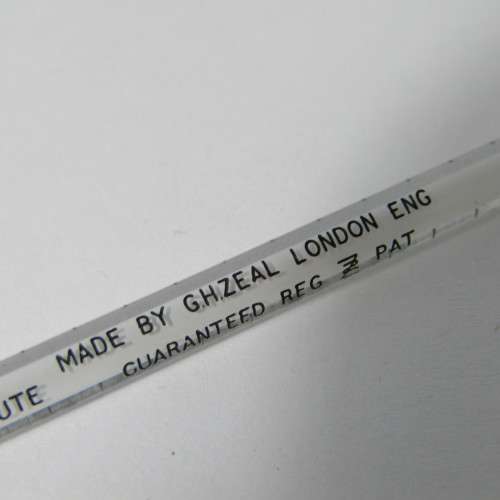 UTE MADE BY G.H.ZEAL LONDON ENG
GUARANTEED REG PAT